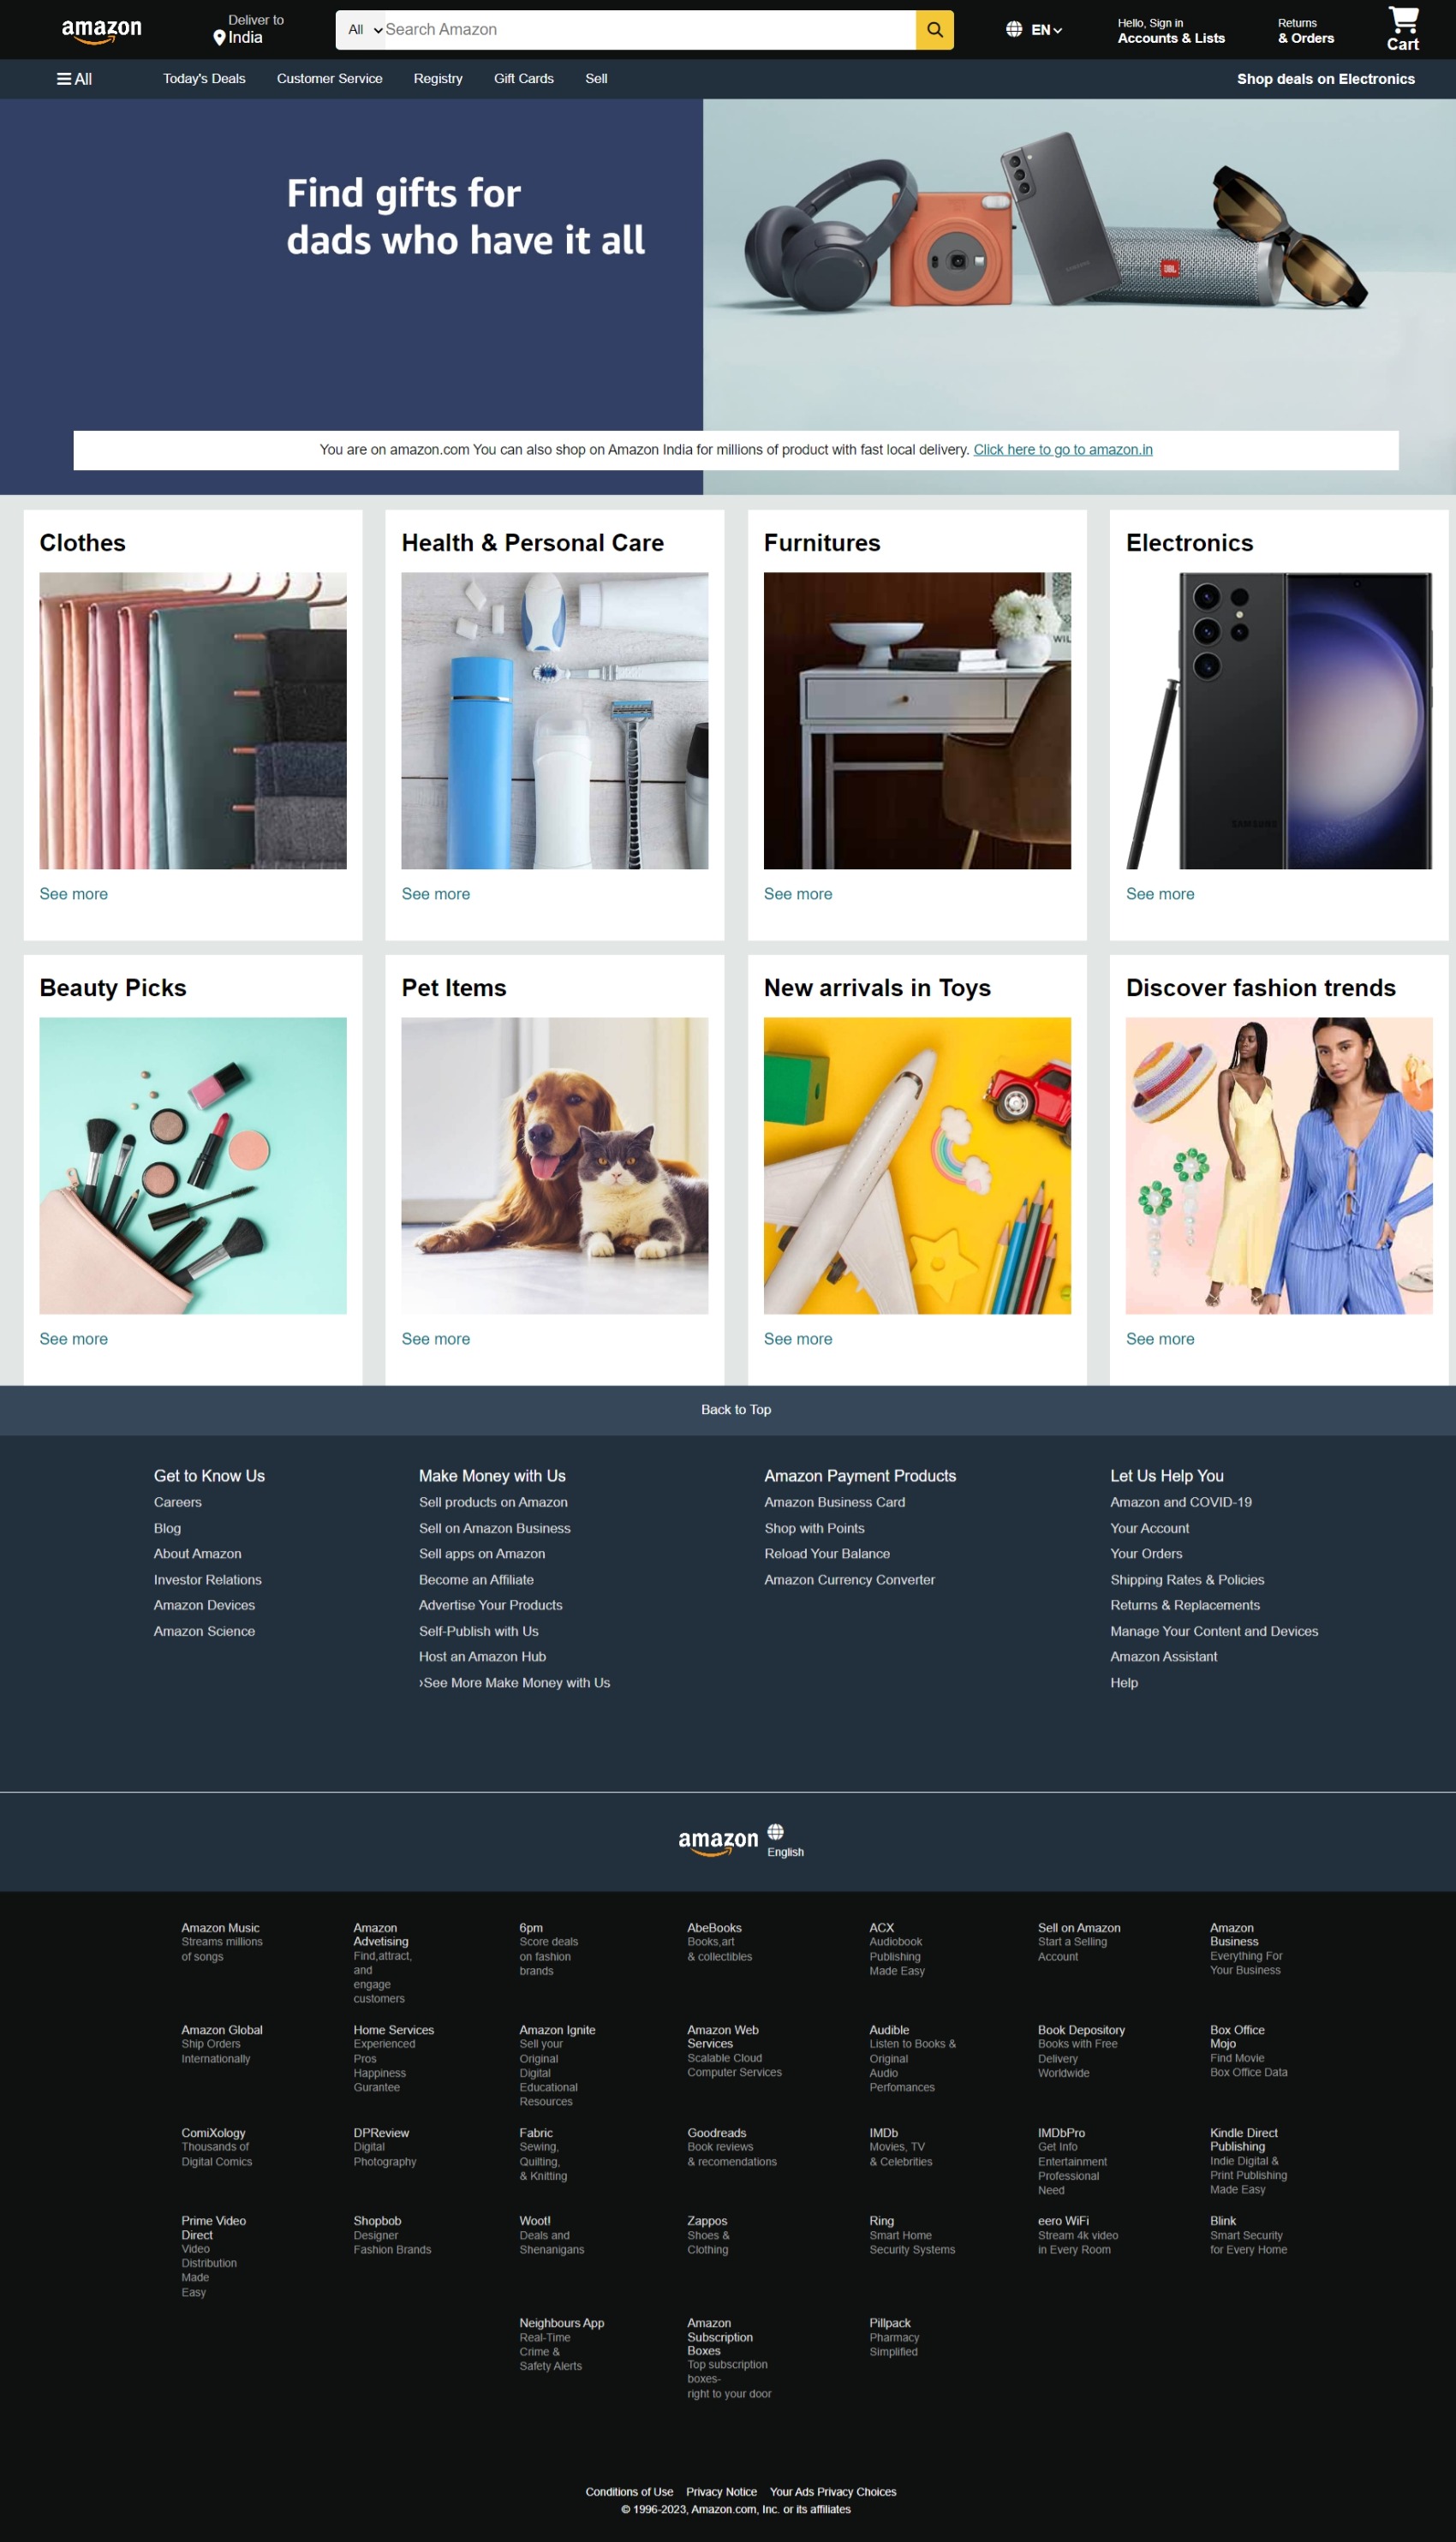 amazon
Deliver to
India
All
Search Amazon
EN
Hello, Sign in
Accounts & Lists
Returns
& Orders
Cart
All
Today's Deals
Customer Service
Registry
Gift Cards
Sell
Shop deals on Electronics
Find gifts for
dads who have it all
SAMSUNG
JBL
You are on amazon.com You can also shop on Amazon India for millions of product with fast local delivery. Click here to go to amazon.in
Clothes
Health & Personal Care
Furnitures
Electronics
WIL
SAMSUNG
See more
See more
See more
See more
Beauty Picks
Pet Items
New arrivals in Toys
Discover fashion trends
See more
See more
See more
See more
Back to Top
Get to Know Us
Careers
Blog
About Amazon
Investor Relations
Amazon Devices
Amazon Science
Make Money with Us
Sell products on Amazon
Sell on Amazon Business
Sell apps on Amazon
Become an Affiliate
Advertise Your Products
Self-Publish with Us
Host an Amazon Hub
›See More Make Money with Us
Amazon Payment Products
Amazon Business Card
Shop with Points
Reload Your Balance
Amazon Currency Converter
Let Us Help You
Amazon and COVID-19
Your Account
Your Orders
Shipping Rates & Policies
Returns & Replacements
Manage Your Content and Devices
Amazon Assistant
Help
amazon
English
Amazon Music
Streams millions
of songs
Amazon
Advetising
Find,attract,
and
engage
customers
6pm
Score deals
on fashion
brands
AbeBooks
Books,art
& collectibles
ACX
Audiobook
Publishing
Made Easy
Sell on Amazon
Start a Selling
Account
Amazon
Business
Everything For
Your Business
Amazon Global
Ship Orders
Internationally
Home Services
Experienced
Pros
Happiness
Gurantee
Amazon Ignite
Sell your
Original
Digital
Educational
Resources
Amazon Web
Services
Scalable Cloud
Computer Services
Audible
Listen to Books &
Original
Audio
Perfomances
Book Depository
Books with Free
Delivery
Worldwide
Box Office
Mojo
Find Movie
Box Office Data
ComiXology
Thousands of
Digital Comics
DPReview
Digital
Photography
Fabric
Sewing,
Quilting,
& Knitting
Goodreads
Book reviews
& recomendations
IMDb
Movies, TV
& Celebrities
IMDbPro
Get Info
Entertainment
Professional
Need
Kindle Direct
Publishing
Indie Digital &
Print Publishing
Made Easy
Prime Video
Direct
Video
Distribution
Made
Easy
Shopbob
Designer
Fashion Brands
Woot!
Deals and
Shenanigans
Zappos
Shoes &
Clothing
Ring
Smart Home
Security Systems
eero WiFi
Stream 4k video
in Every Room
Blink
Smart Security
for Every Home
Neighbours App
Real-Time
Crime &
Safety Alerts
Amazon
Subscription
Boxes
Top subscription
boxes-
right to your door
Pillpack
Pharmacy
Simplified
Conditions of Use
Privacy Notice
Your Ads Privacy Choices
© 1996-2023, Amazon.com, Inc. or its affiliates